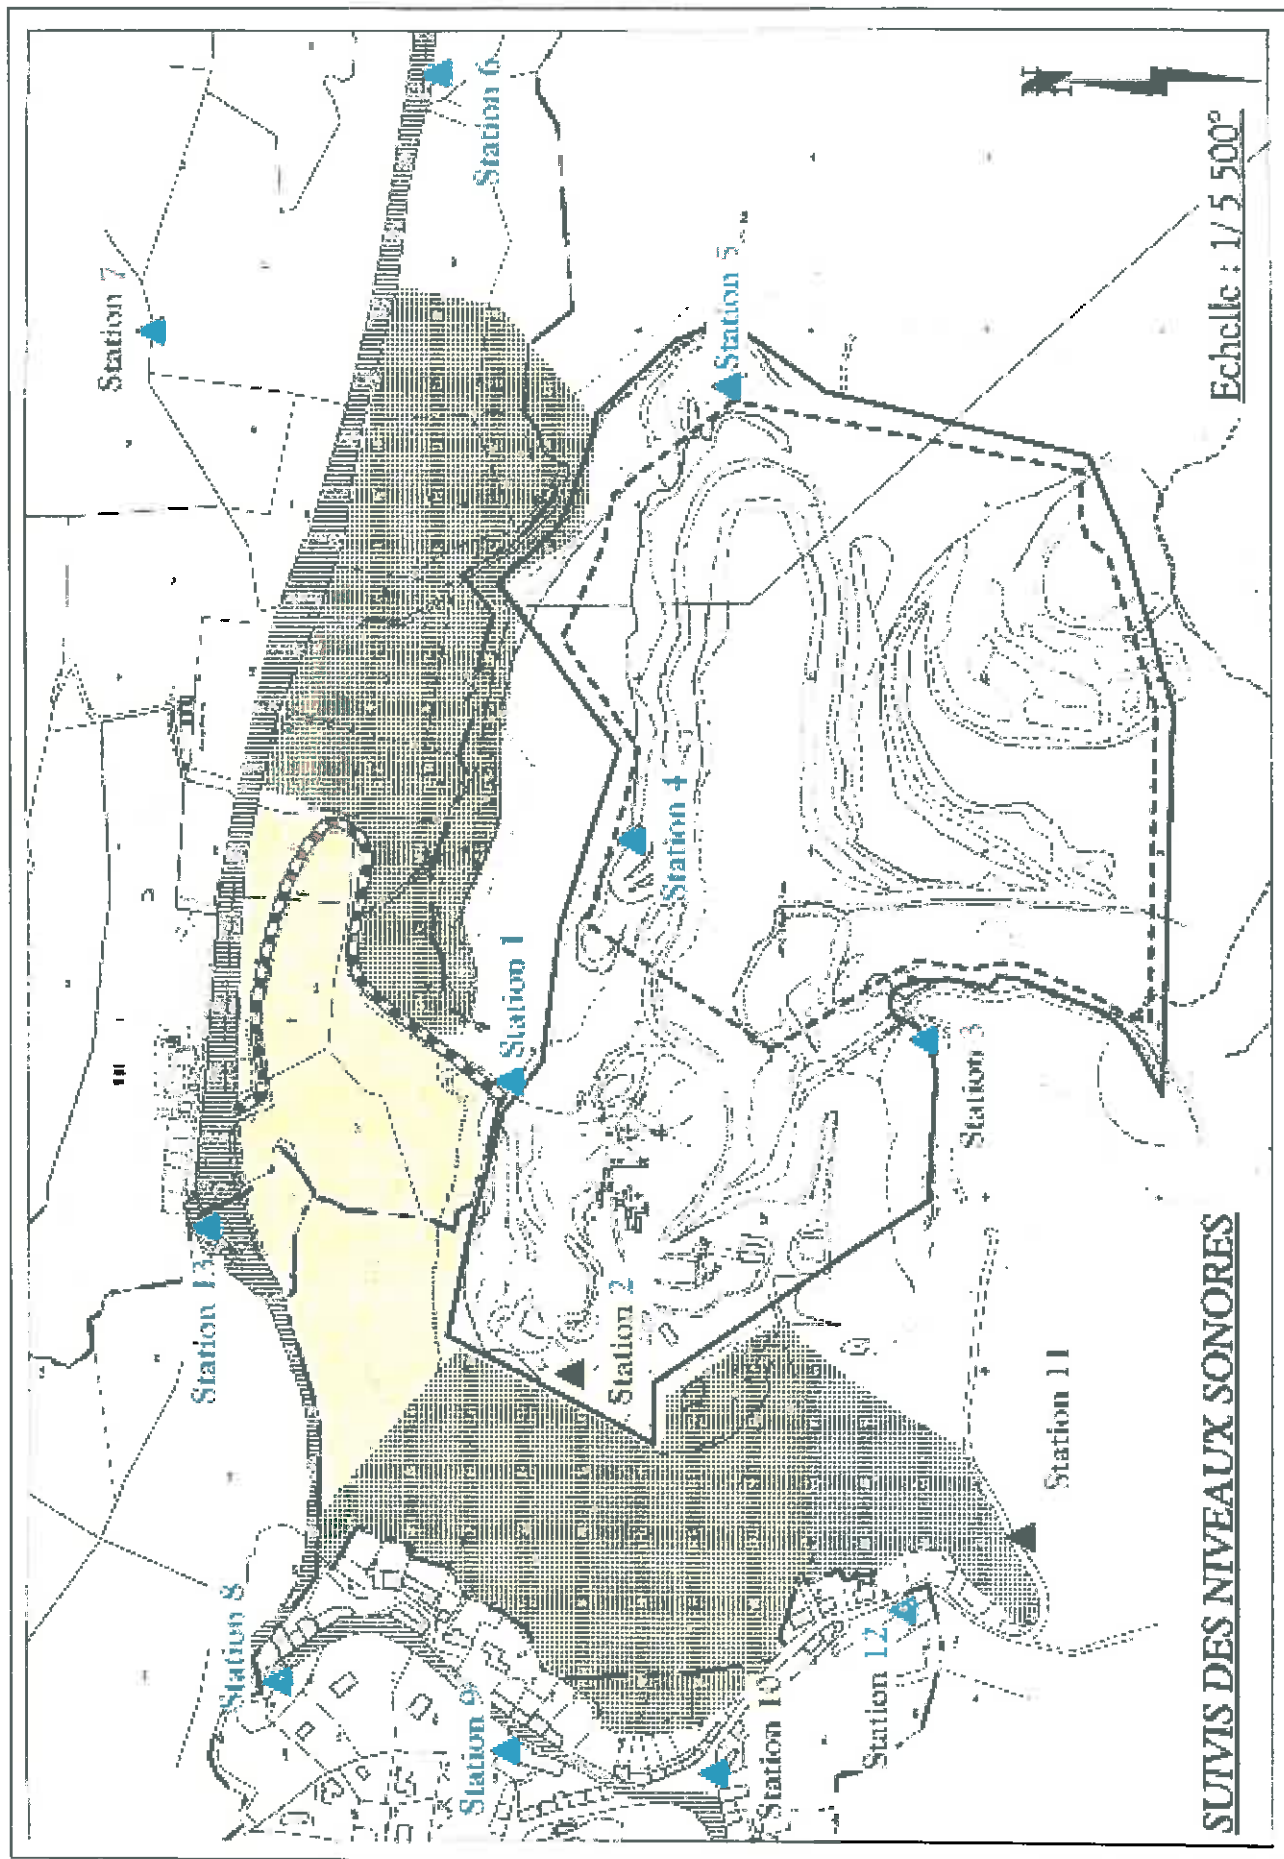 Station 6
Station 7
Station 5
Station 4
Station 1
Station 13
Station 3
Station 2
Station 11
Station 8
Station 9
Station 10
Station 12
N
Echelle : 1/5 500°
SUIVIS DES NIVEAUX SONORES